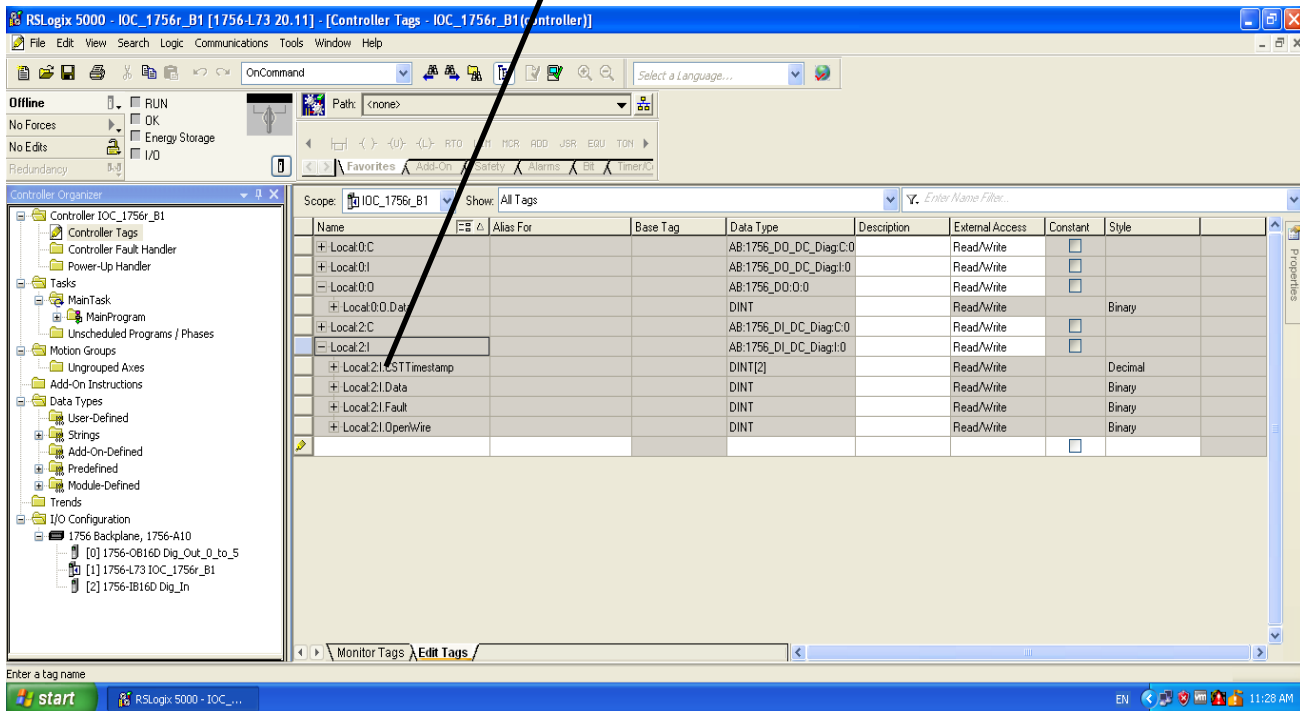 RSLogix 5000 - IOC_1756r_B1 [1756-L73 20.11] - [Controller Tags - IOC_1756r_B1(controller)]
File Edit View Search Logic Communications Tools Window Help
OnCommand Select a Language...
Offline RUN Path: <none>
No Forces OK
No Edits Energy Storage
I/O
Redundancy
RTO MCR ADD JSR EQU TON
Favorites Add-On Safety Alarms Bit Timer/C
Controller Organizer
Controller IOC_1756r_B1
Controller Tags
Controller Fault Handler
Power-Up Handler
Tasks
MainTask
MainProgram
Unscheduled Programs / Phases
Motion Groups
Ungrouped Axes
Add-On Instructions
Data Types
User-Defined
Strings
Add-On-Defined
Predefined
Module-Defined
Trends
I/O Configuration
1756 Backplane, 1756-A10
[0] 1756-OB16D Dig_Out_0_to_5
[1] 1756-L73 IOC_1756r_B1
[2] 1756-IB16D Dig_In
Scope: IOC_1756r_B1 Show: All Tags Enter Name Filter...
Name Alias For Base Tag Data Type Description External Access Constant Style
Local:0:C AB:1756_DO_DC_Diag:C:0 Read/Write
Local:0:I AB:1756_DO_DC_Diag:I:0 Read/Write
Local:0:O AB:1756_DO:O:0 Read/Write
Local:0:O.Data DINT Read/Write Binary
Local:2:C AB:1756_DI_DC_Diag:C:0 Read/Write
Local:2:I AB:1756_DI_DC_Diag:I:0 Read/Write
Local:2:I.CSTTimestamp DINT[2] Read/Write Decimal
Local:2:I.Data DINT Read/Write Binary
Local:2:I.Fault DINT Read/Write Binary
Local:2:I.OpenWire DINT Read/Write Binary
Properties
Monitor Tags Edit Tags
Enter a tag name
start RSLogix 5000 - IOC_... EN 11:28 AM